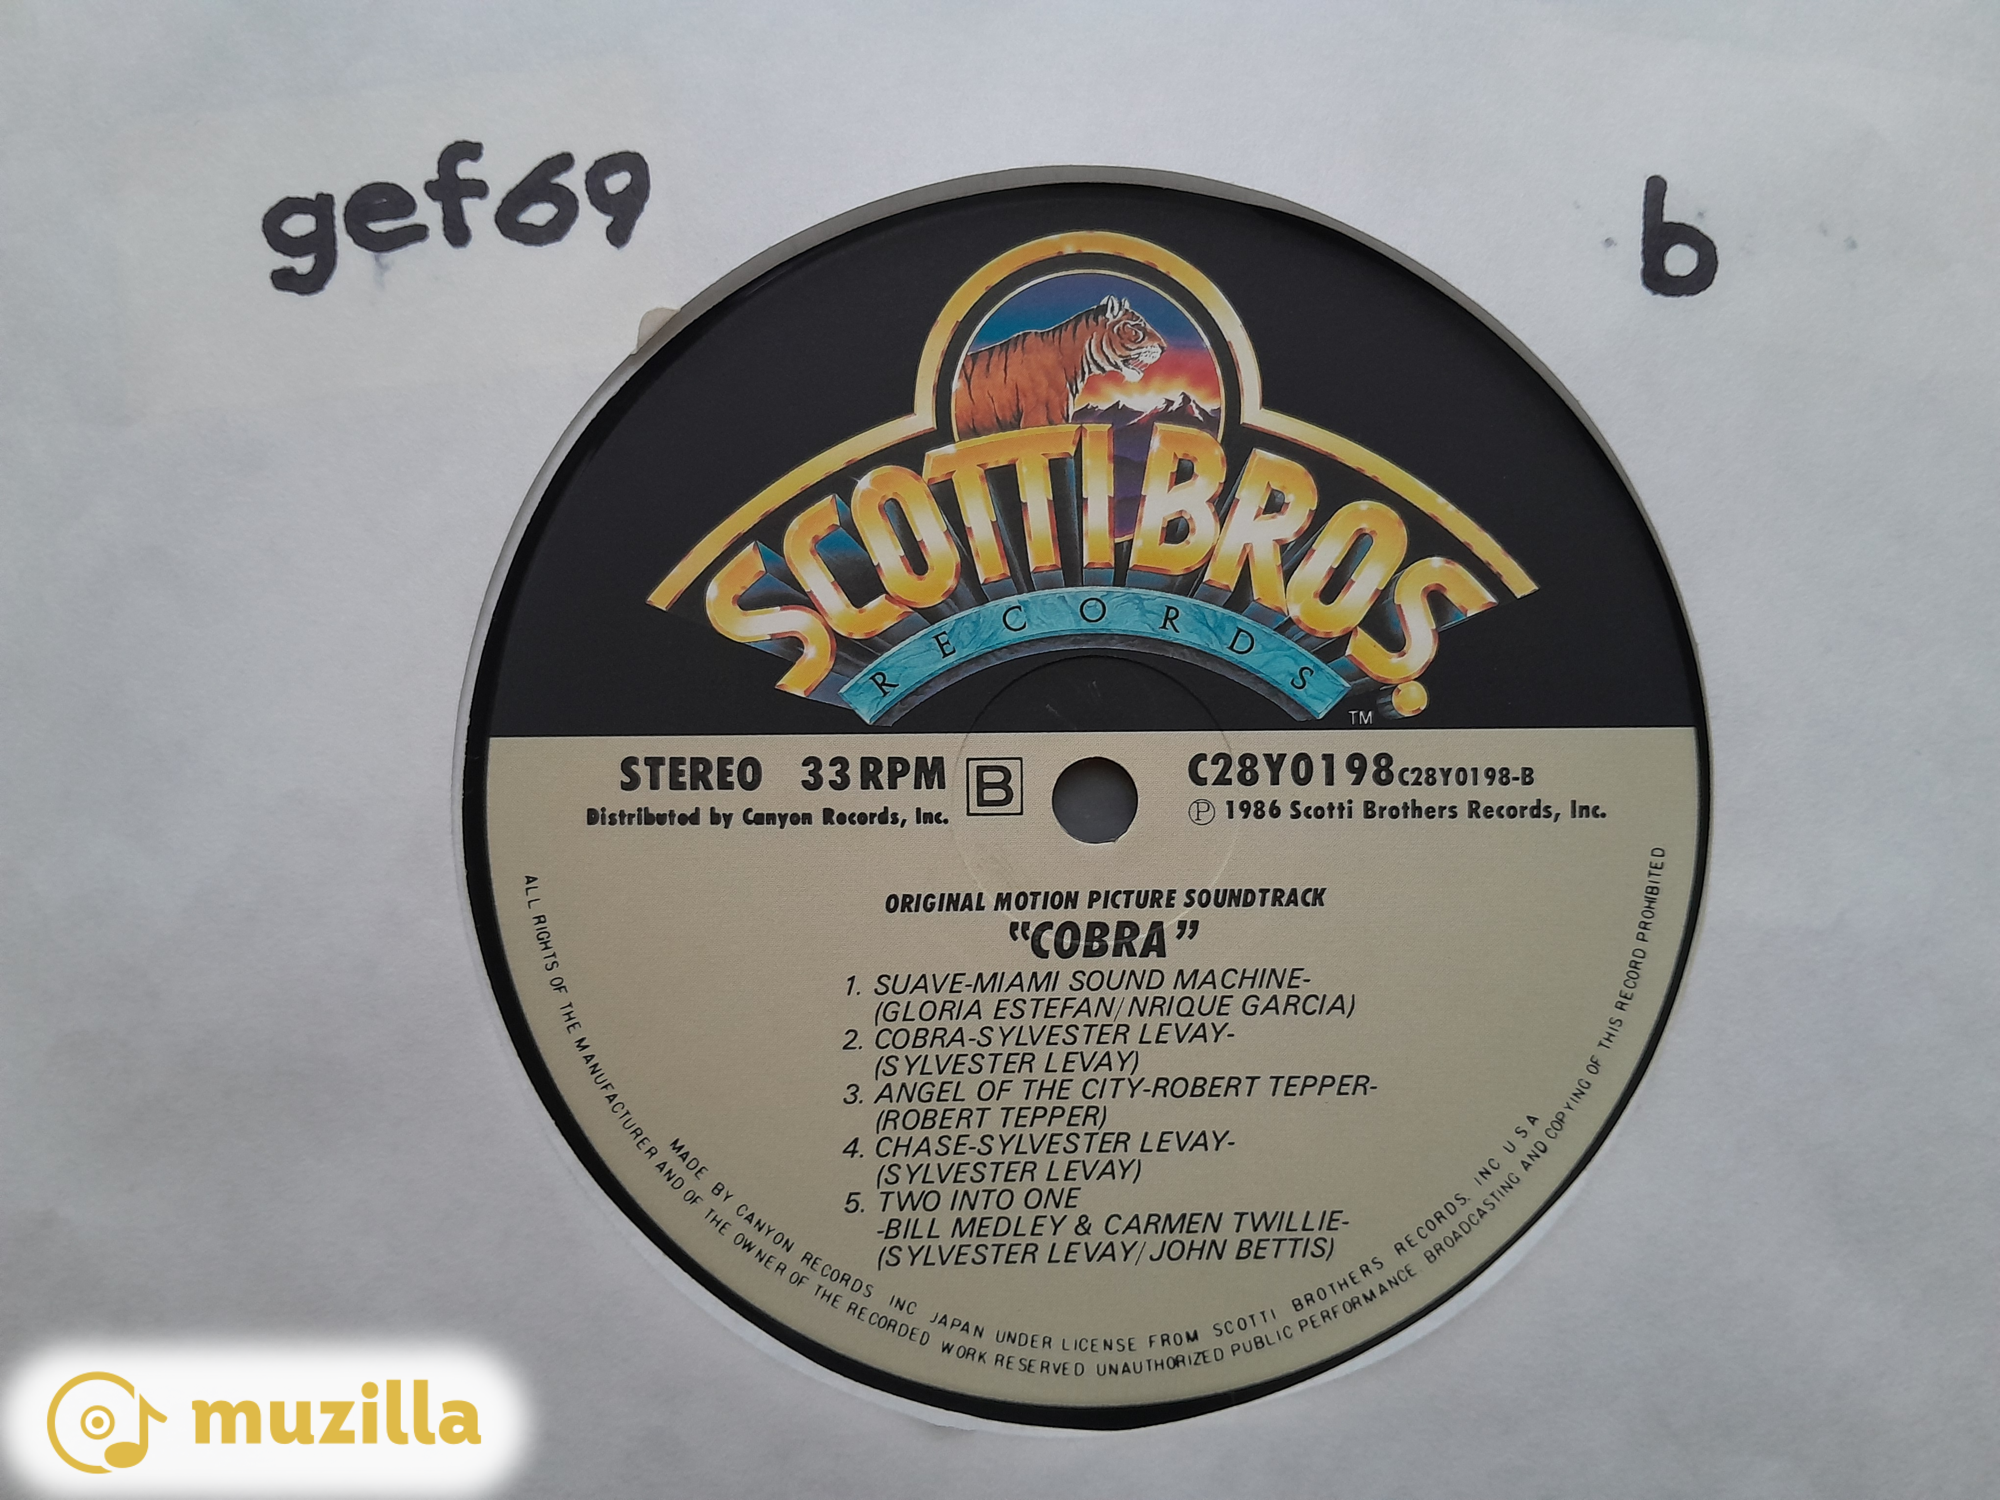 gef69
b
SCOTTI BROS.
RECORDS
TM
STEREO 33 RPM B C28Y0198 C28Y0198-B
Distributed by Canyon Records, Inc. Ⓟ 1986 Scotti Brothers Records, Inc.
ORIGINAL MOTION PICTURE SOUNDTRACK
"COBRA"
1. SUAVE-MIAMI SOUND MACHINE-
(GLORIA ESTEFAN/NRIQUE GARCIA)
2. COBRA-SYLVESTER LEVAY-
(SYLVESTER LEVAY)
3. ANGEL OF THE CITY-ROBERT TEPPER-
(ROBERT TEPPER)
4. CHASE-SYLVESTER LEVAY-
(SYLVESTER LEVAY)
5. TWO INTO ONE
-BILL MEDLEY & CARMEN TWILLIE-
(SYLVESTER LEVAY/JOHN BETTIS)
MADE BY CANYON RECORDS INC JAPAN UNDER LICENSE FROM SCOTTI BROTHERS RECORDS. INC U S A
ALL RIGHTS OF THE MANUFACTURER AND OF THE OWNER OF THE RECORDED WORK RESERVED UNAUTHORIZED PUBLIC PERFORMANCE BROADCASTING AND COPYING OF THIS RECORD PROHIBITED
muzilla